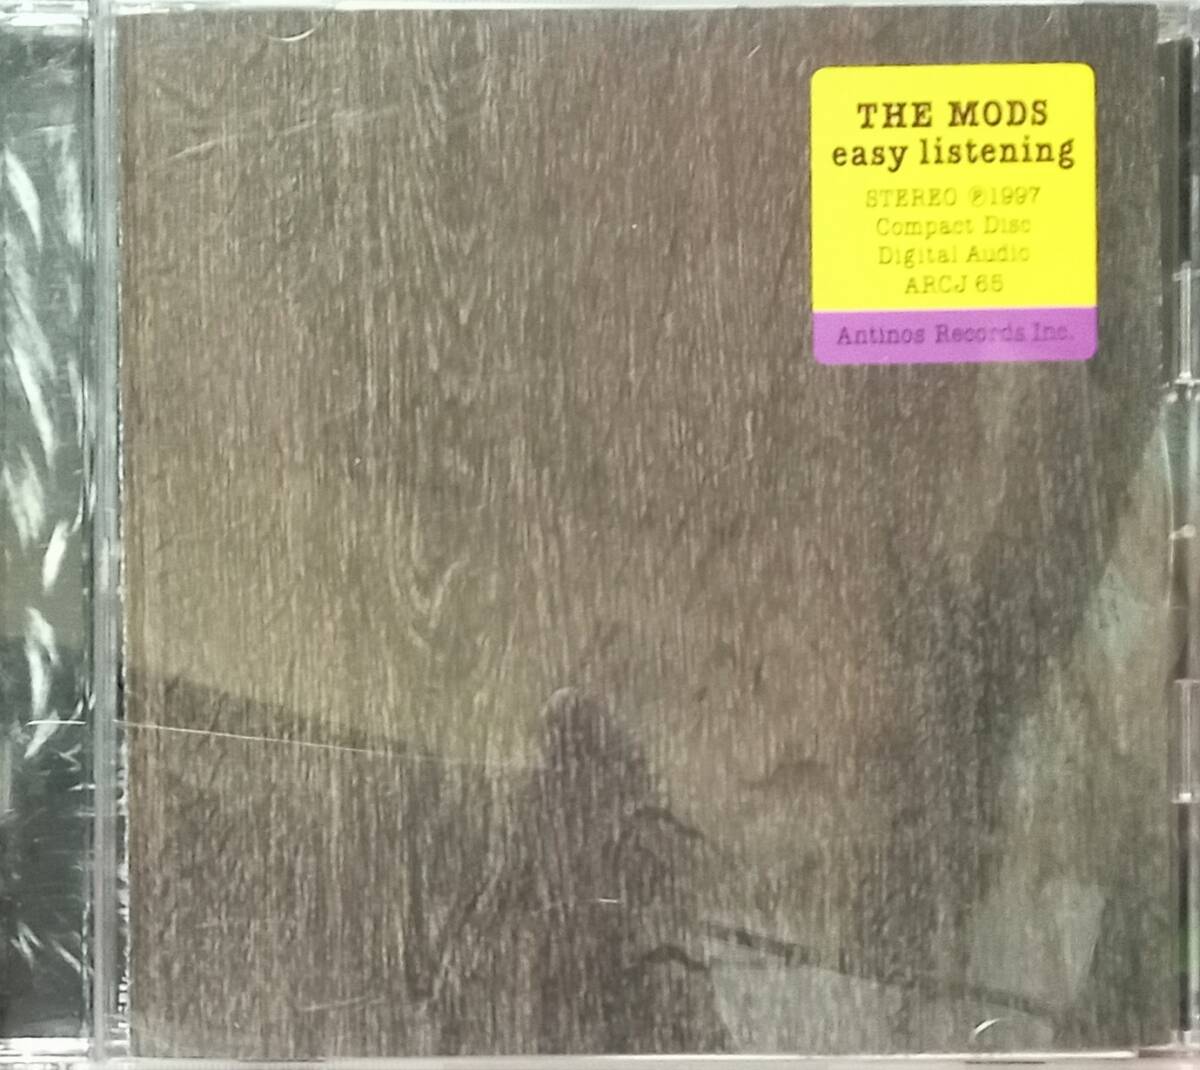 THE MODS
easy listening
STEREO ℗1997
Compact Disc
Digital Audio
ARCJ 65
Antinos Records Inc.